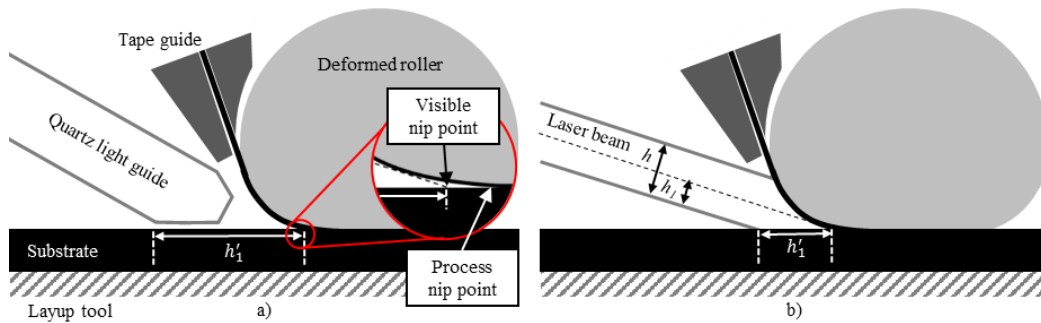 Tape guide
Deformed roller
Visible
nip point
Quartz light guide
Substrate
h′₁
Process
nip point
Layup tool
a)
Laser beam
h
h₁
h′₁
b)